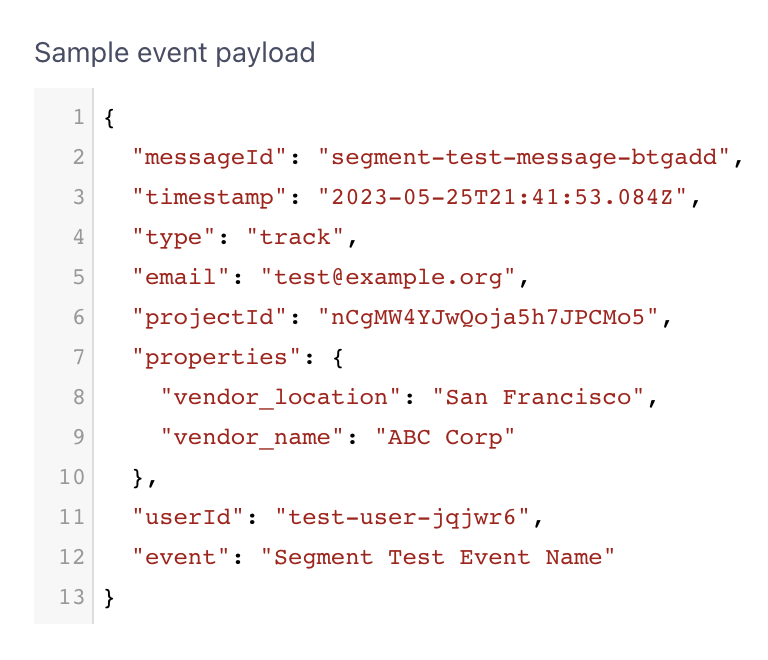 Sample event payload
1 {
2 "messageId": "segment-test-message-btgadd",
3 "timestamp": "2023-05-25T21:41:53.084Z",
4 "type": "track",
5 "email": "test@example.org",
6 "projectId": "nCgMW4YJwQoja5h7JPCMo5",
7 "properties": {
8 "vendor_location": "San Francisco",
9 "vendor_name": "ABC Corp"
10 },
11 "userId": "test-user-jqjwr6",
12 "event": "Segment Test Event Name"
13 }